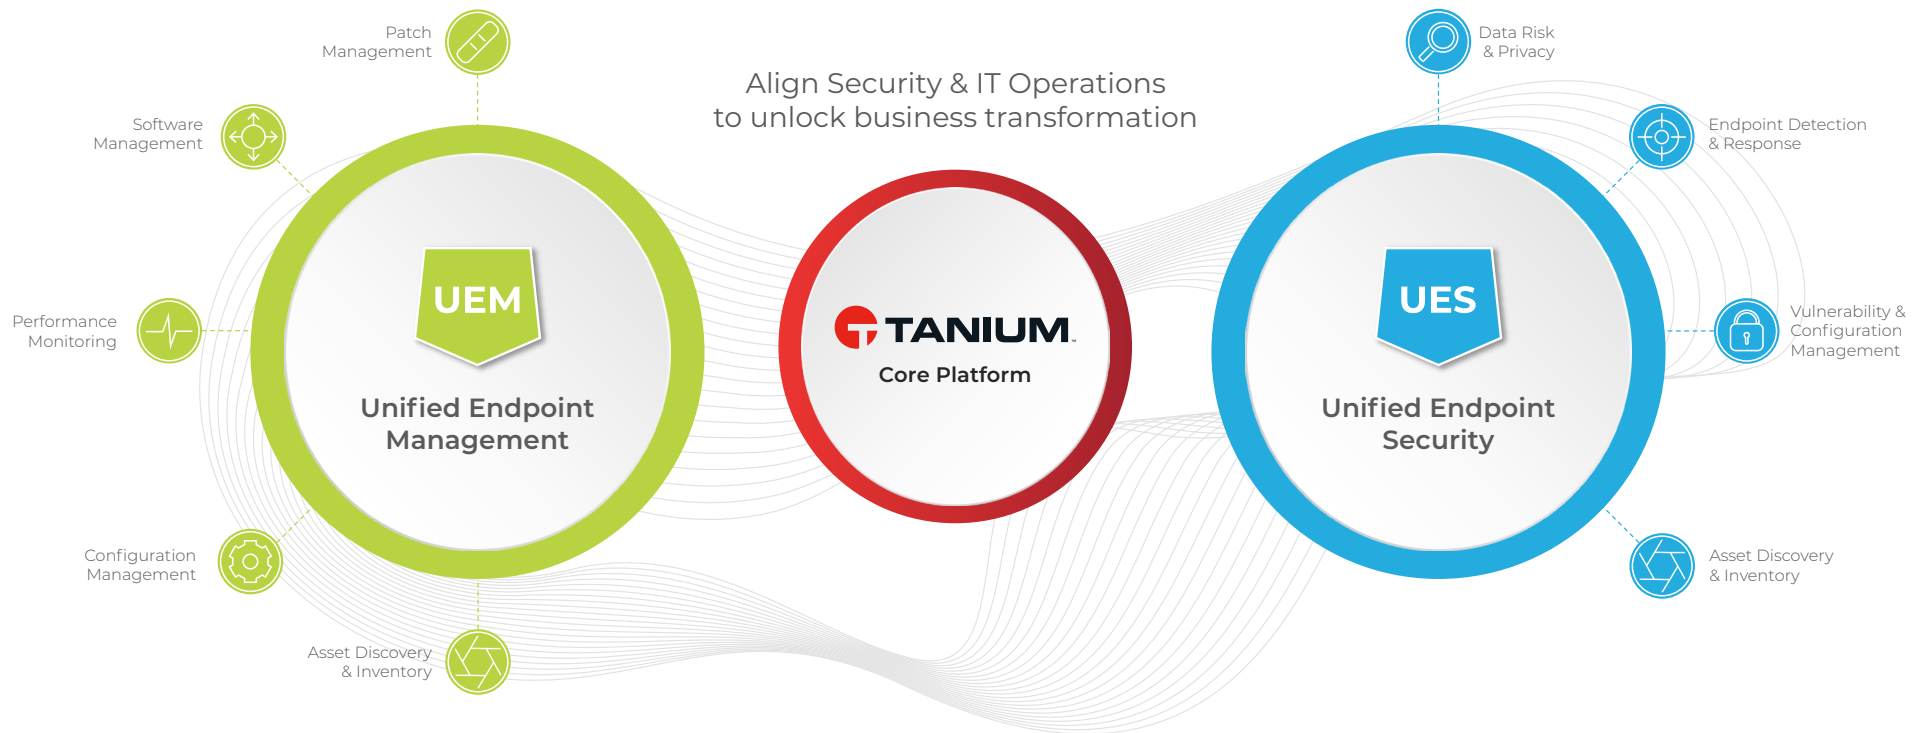 Align Security & IT Operations
to unlock business transformation
Patch
Management
Software
Management
Performance
Monitoring
Configuration
Management
Asset Discovery
& Inventory
UEM
Unified Endpoint
Management
TANIUM™
Core Platform
UES
Unified Endpoint
Security
Data Risk
& Privacy
Endpoint Detection
& Response
Vulnerability &
Configuration
Management
Asset Discovery
& Inventory